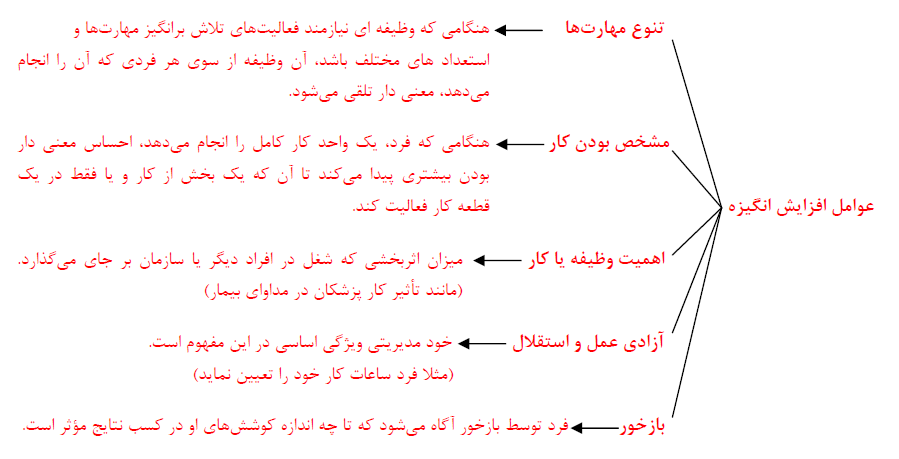 عوامل افزایش انگیزه
تنوع مهارت‌ها
هنگامی که وظیفه ای نیازمند فعالیت‌های تلاش برانگیز مهارت‌ها و
استعداد های مختلف باشد، آن وظیفه از سوی هر فردی که آن را انجام
می‌دهد، معنی دار تلقی می‌شود.
مشخص بودن کار
هنگامی که فرد، یک واحد کار کامل را انجام می‌دهد، احساس معنی دار
بودن بیشتری پیدا می‌کند تا آن که یک بخش از کار و یا فقط در یک
قطعه کار فعالیت کند.
اهمیت وظیفه یا کار
میزان اثربخشی که شغل در افراد دیگر یا سازمان بر جای می‌گذارد.
(مانند تأثیر کار پزشکان در مداوای بیمار)
آزادی عمل و استقلال
خود مدیریتی ویژگی اساسی در این مفهوم است.
(مثلا فرد ساعات کار خود را تعیین نماید)
بازخور
فرد توسط بازخور آگاه می‌شود که تا چه اندازه کوشش‌های او در کسب نتایج مؤثر است.